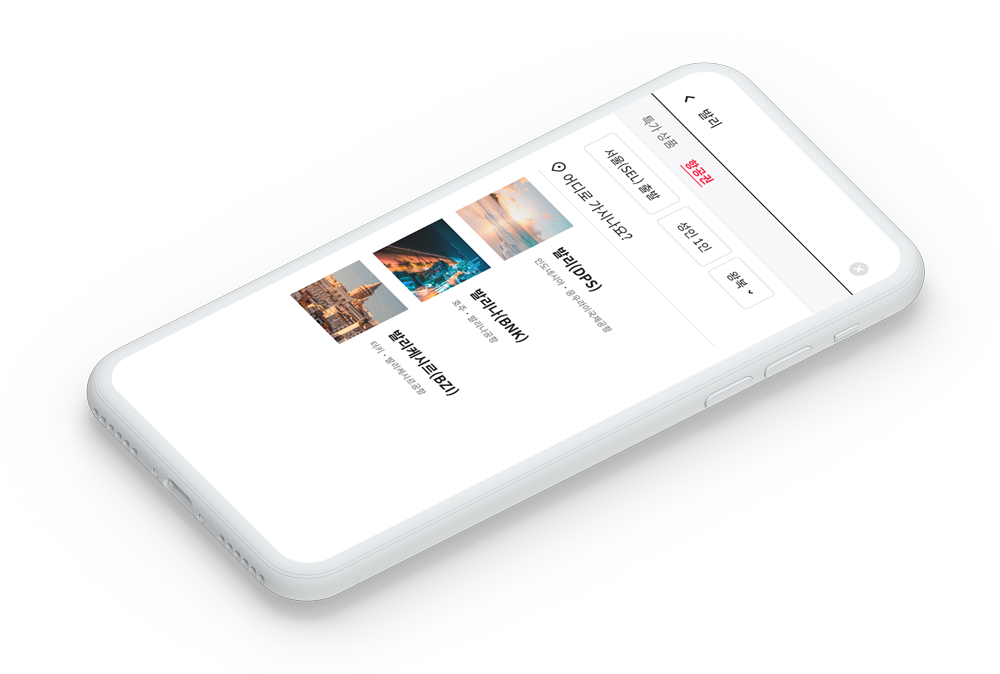 발리
특가 상품
항공권
서울(SEL) 출발
성인 1인
왕복
어디로 가시나요?
발리(DPS)
인도네시아 • 응우라이국제공항
발리나(BNK)
호주 • 발리나공항
발리케시르(BZI)
터키 • 발리케시르공항